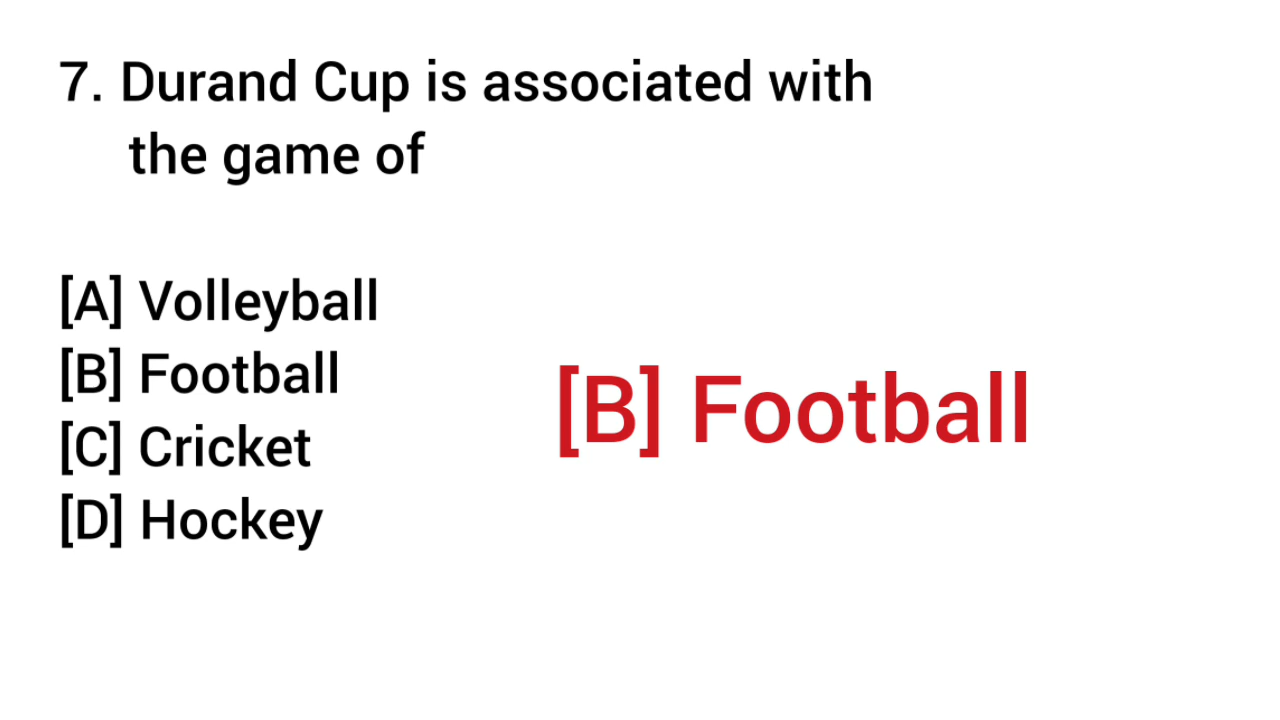 7. Durand Cup is associated with
the game of
[A] Volleyball
[B] Football
[C] Cricket
[D] Hockey
[B] Football